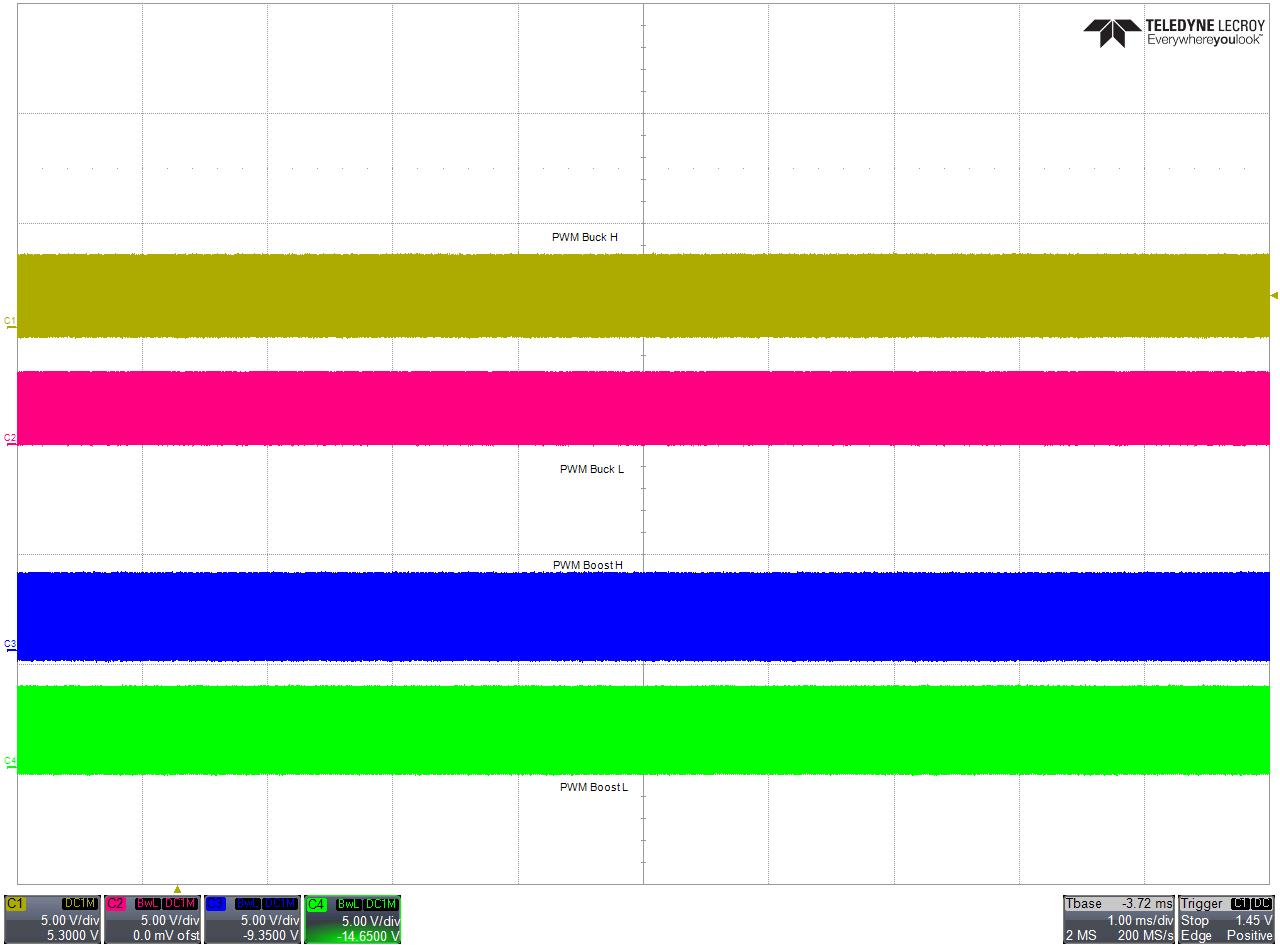 TELEDYNE LECROY
Everywhereyoulook™
PWM Buck H
C1
C2
PWM Buck L
PWM Boost H
C3
C4
PWM Boost L
C1 DC1M
5.00 V/div
5.3000 V
C2 BwL DC1M
5.00 V/div
0.0 mV ofst
C3 BwL DC1M
5.00 V/div
-9.3500 V
C4 BwL DC1M
5.00 V/div
-14.6500 V
Tbase -3.72 ms
1.00 ms/div
2 MS 200 MS/s
Trigger C1 DC
Stop 1.45 V
Edge Positive